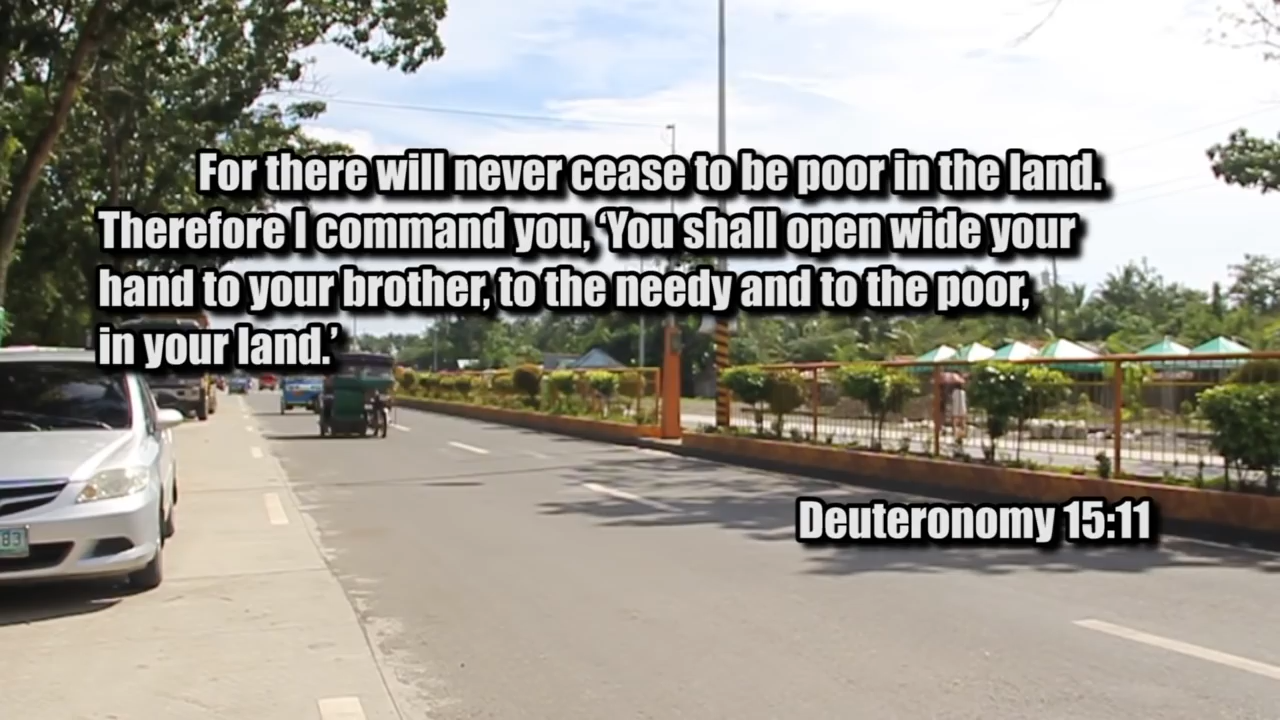 For there will never cease to be poor in the land.
Therefore I command you, ‘You shall open wide your
hand to your brother, to the needy and to the poor,
in your land.’
Deuteronomy 15:11
83